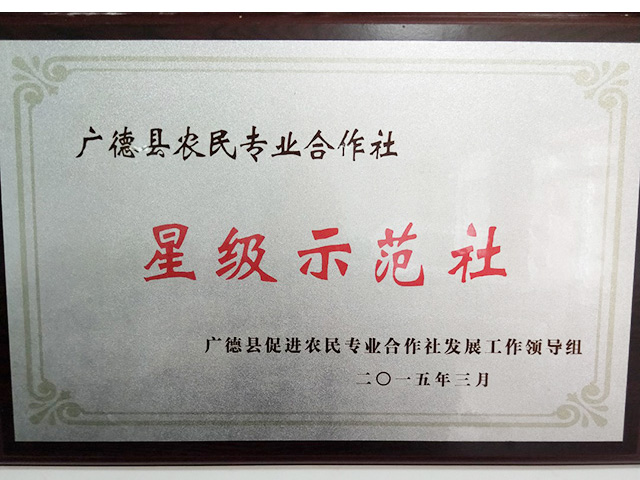 广德县农民专业合作社
星级示范社
广德县促进农民专业合作社发展工作领导组
二〇一五年三月